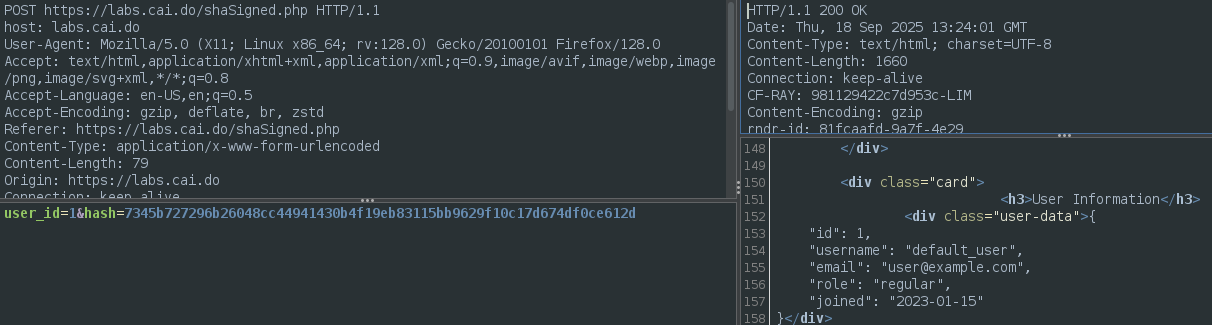 POST https://labs.cai.do/shaSigned.php HTTP/1.1
host: labs.cai.do
User-Agent: Mozilla/5.0 (X11; Linux x86_64; rv:128.0) Gecko/20100101 Firefox/128.0
Accept: text/html,application/xhtml+xml,application/xml;q=0.9,image/avif,image/webp,image
/png,image/svg+xml,*/*;q=0.8
Accept-Language: en-US,en;q=0.5
Accept-Encoding: gzip, deflate, br, zstd
Referer: https://labs.cai.do/shaSigned.php
Content-Type: application/x-www-form-urlencoded
Content-Length: 79
Origin: https://labs.cai.do
Connection: keep-alive
user_id=1&hash=7345b727296b26048cc44941430b4f19eb83115bb9629f10c17d674df0ce612d
HTTP/1.1 200 OK
Date: Thu, 18 Sep 2025 13:24:01 GMT
Content-Type: text/html; charset=UTF-8
Content-Length: 1660
Connection: keep-alive
CF-RAY: 981129422c7d953c-LIM
Content-Encoding: gzip
rndr-id: 81fcaafd-9a7f-4e29
148 </div>
149
150 <div class="card">
151 <h3>User Information</h3>
152 <div class="user-data">{
153 "id": 1,
154 "username": "default_user",
155 "email": "user@example.com",
156 "role": "regular",
157 "joined": "2023-01-15"
158 }</div>